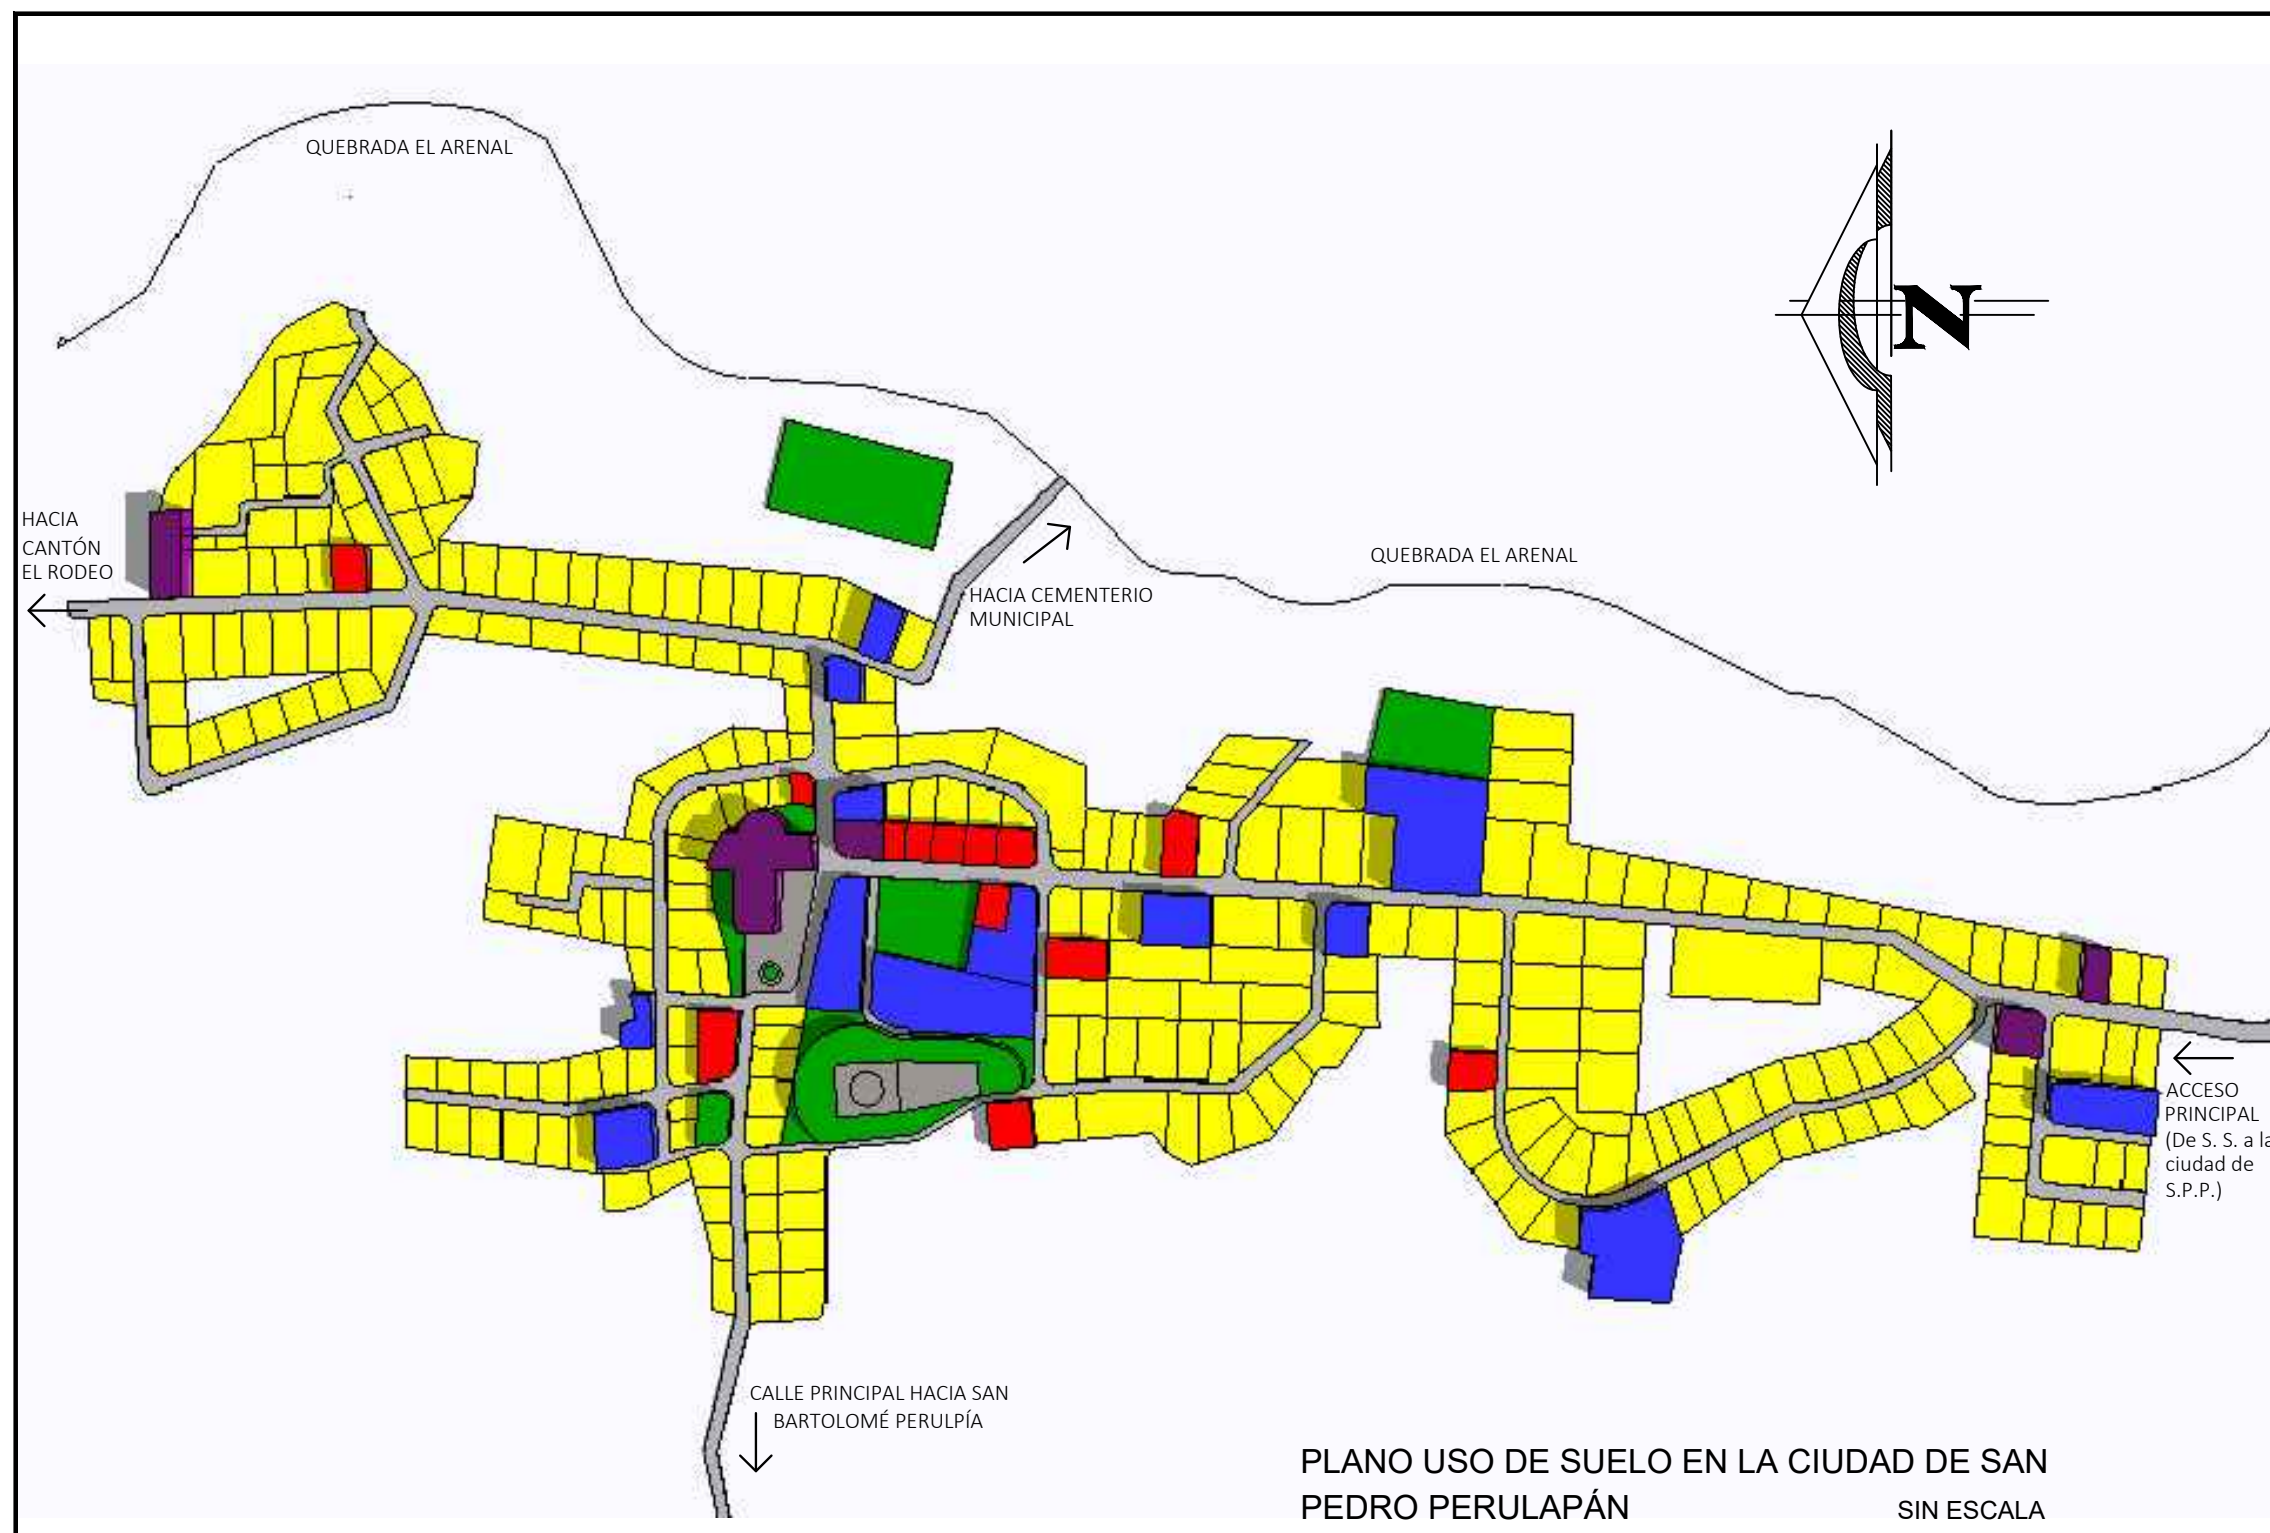 QUEBRADA EL ARENAL
N
HACIA
CANTÓN
EL RODEO
QUEBRADA EL ARENAL
HACIA CEMENTERIO
MUNICIPAL
ACCESO
PRINCIPAL
(De S. S. a la
ciudad de
S.P.P.)
CALLE PRINCIPAL HACIA SAN
BARTOLOMÉ PERULPÍA
PLANO USO DE SUELO EN LA CIUDAD DE SAN
PEDRO PERULAPÁN SIN ESCALA